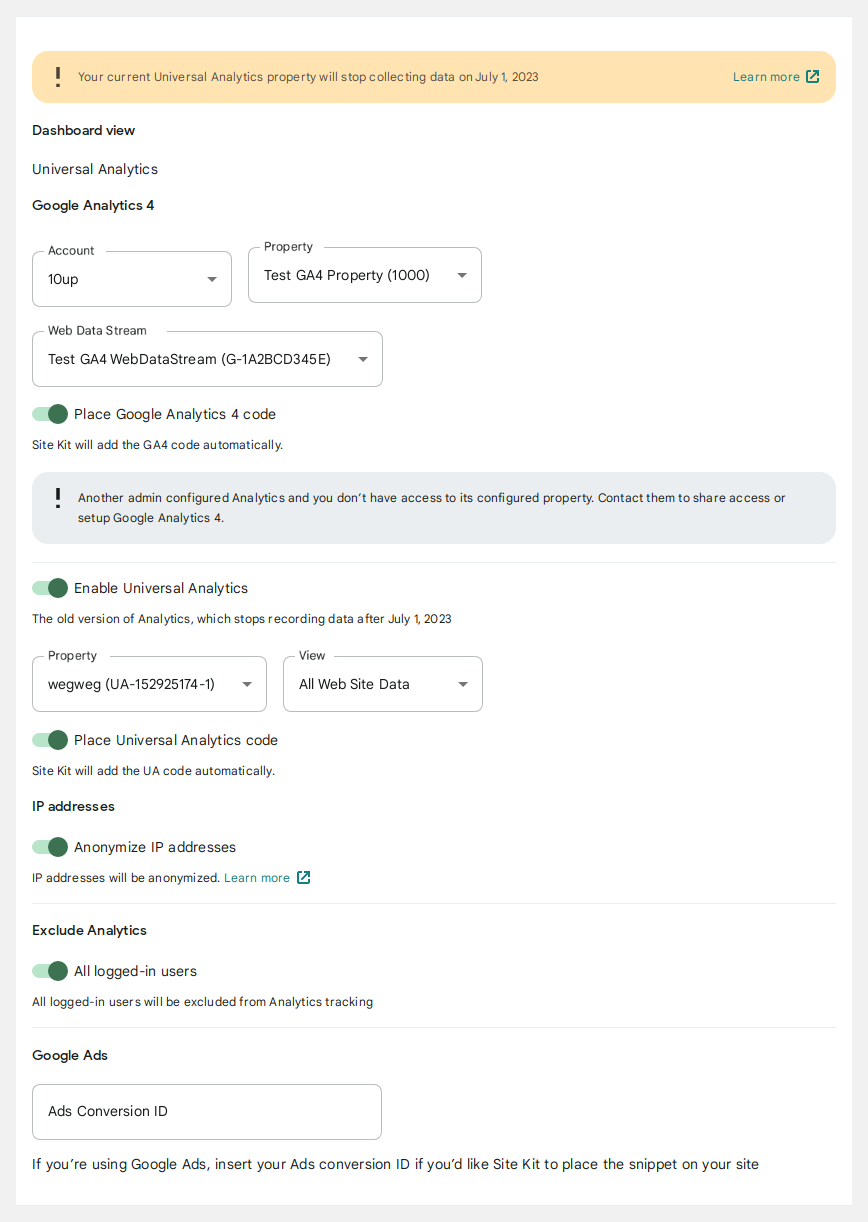 Your current Universal Analytics property will stop collecting data on July 1, 2023 Learn more
Dashboard view
Universal Analytics
Google Analytics 4
Account
Property
10up
Test GA4 Property (1000)
Web Data Stream
Test GA4 WebDataStream (G-1A2BCD345E)
Place Google Analytics 4 code
Site Kit will add the GA4 code automatically.
Another admin configured Analytics and you don’t have access to its configured property. Contact them to share access or
setup Google Analytics 4.
Enable Universal Analytics
The old version of Analytics, which stops recording data after July 1, 2023
Property
View
wegweg (UA-152925174-1)
All Web Site Data
Place Universal Analytics code
Site Kit will add the UA code automatically.
IP addresses
Anonymize IP addresses
IP addresses will be anonymized. Learn more
Exclude Analytics
All logged-in users
All logged-in users will be excluded from Analytics tracking
Google Ads
Ads Conversion ID
If you’re using Google Ads, insert your Ads conversion ID if you’d like Site Kit to place the snippet on your site